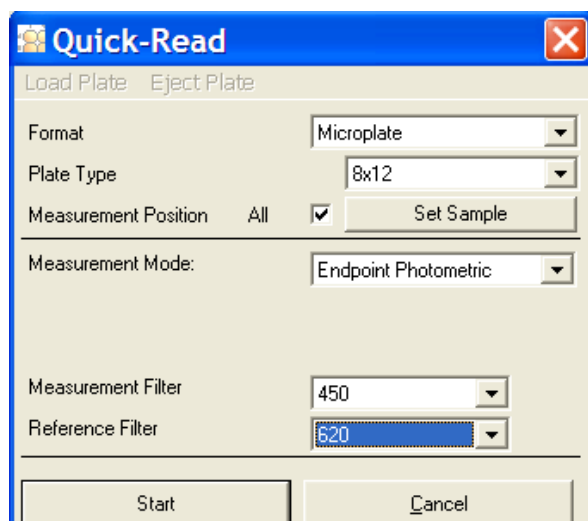 Quick-Read
Load Plate Eject Plate
Format Microplate
Plate Type 8x12
Measurement Position All Set Sample
Measurement Mode: Endpoint Photometric
Measurement Filter 450
Reference Filter 620
Start Cancel